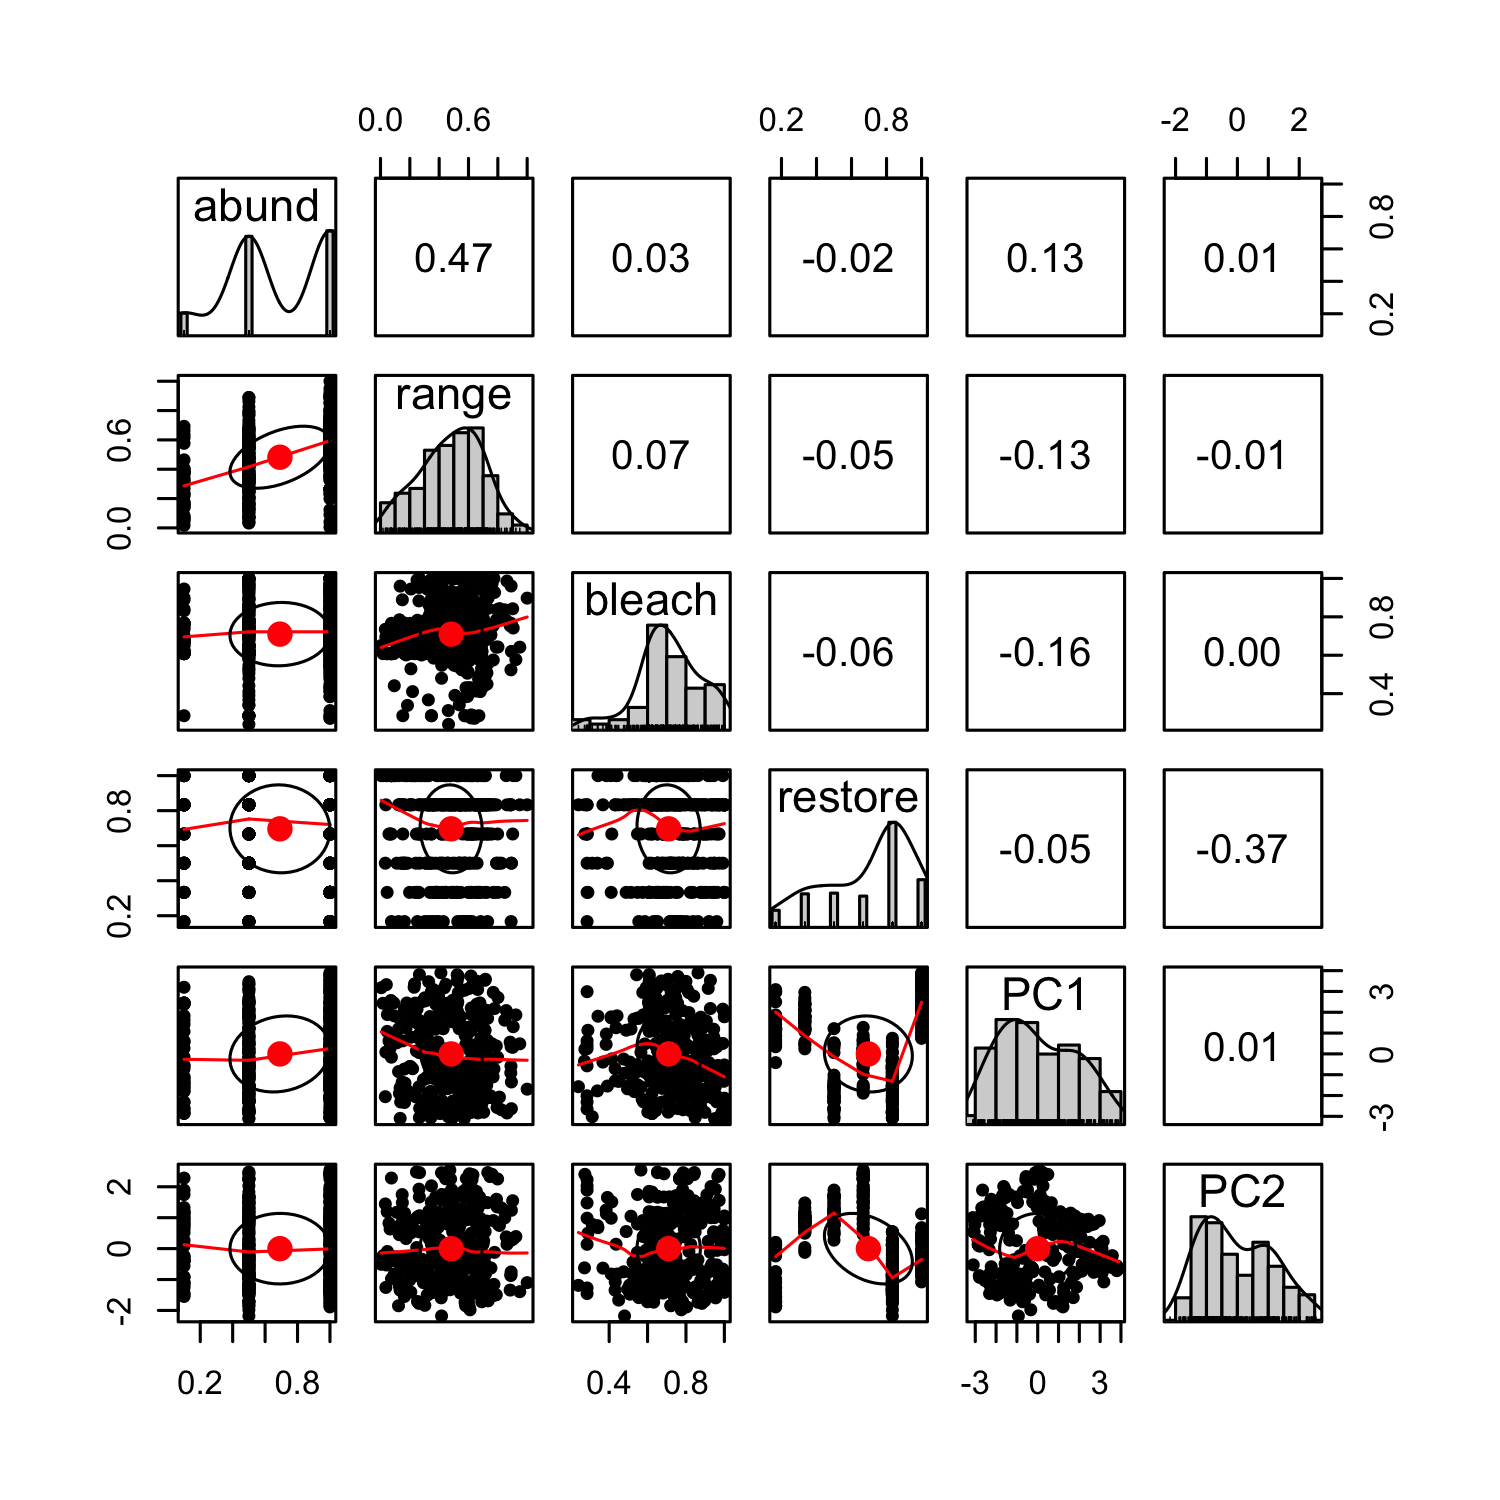 0.0 0.6 0.2 0.8 -2 0 2
abund 0.47 0.03 -0.02 0.13 0.01 0.2 0.8
0.0 0.6 range 0.07 -0.05 -0.13 -0.01
bleach -0.06 -0.16 0.00 0.4 0.8
0.2 0.8 restore -0.05 -0.37
PC1 0.01 -3 0 3
-2 0 2 PC2
0.2 0.8 0.4 0.8 -3 0 3